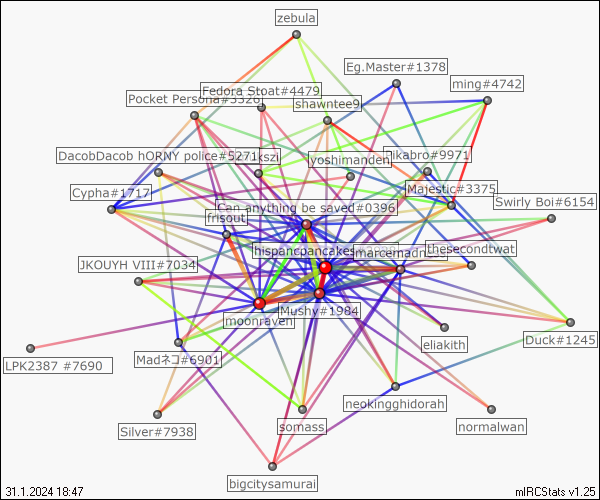 zebula
Eg.Master#1378
ming#4742
Fedora Stoat#4479
Pocket Persona#3326
shawntee9
DacobDacob hORNY police#5271
kszi
yoshimanden
Pikabro#9971
Cypha#1717
Majestic#3375
Swirly Boi#6154
Can anything be saved#0396
frisout
hispancpancakes
marcemadness
thesecondtwat
JKOUYH VIII#7034
Mushy#1984
moonraven
eliakith
Duck#1245
LPK2387 #7690
Madネコ#6901
neokingghidorah
Silver#7938
somass
normalwan
bigcitysamurai
31.1.2024 18:47
mIRCStats v1.25